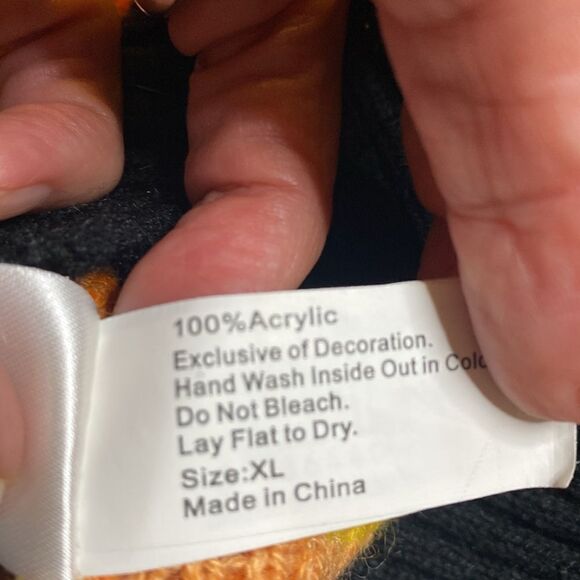 100%Acrylic
Exclusive of Decoration.
Hand Wash Inside Out in
Do Not Bleach.
Lay Flat to Dry.
Size:XL
Made in China